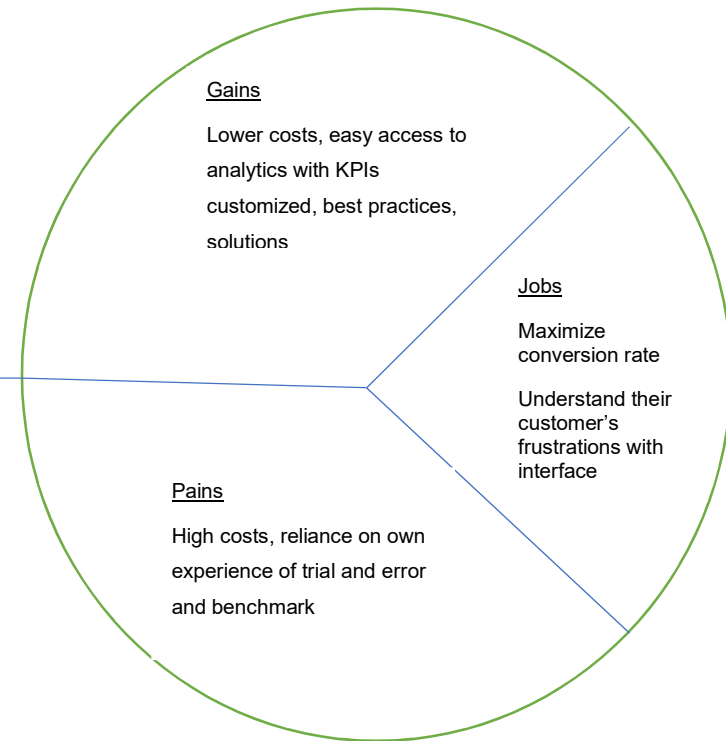 Gains
Lower costs, easy access to
analytics with KPIs
customized, best practices,
solutions
Jobs
Maximize
conversion rate
Understand their
customer’s
frustrations with
interface
Pains
High costs, reliance on own
experience of trial and error
and benchmark